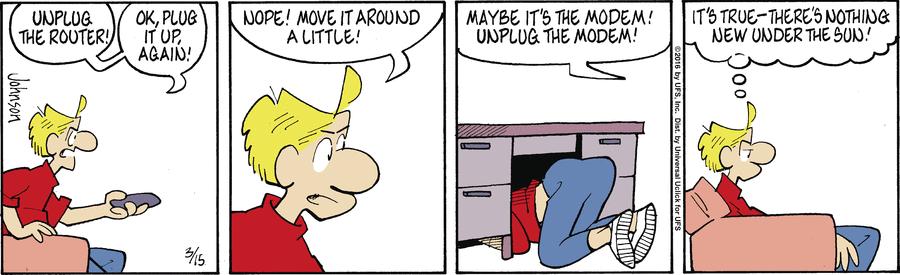 UNPLUG
THE ROUTER!
OK, PLUG
IT UP,
AGAIN!
Johnson
3/15
NOPE! MOVE IT AROUND
A LITTLE!
MAYBE IT'S THE MODEM!
UNPLUG THE MODEM!
©2016 by UFS, Inc. Dist. by Universal Uclick for UFS
IT'S TRUE—THERE'S NOTHING
NEW UNDER THE SUN!